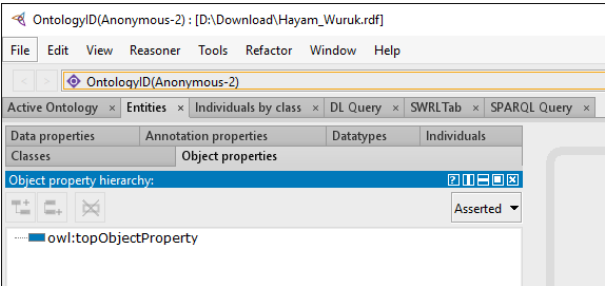 OntologyID(Anonymous-2) : [D:\Download\Hayam_Wuruk.rdf]
File Edit View Reasoner Tools Refactor Window Help
< > OntologyID(Anonymous-2)
Active Ontology × Entities × Individuals by class × DL Query × SWRLTab × SPARQL Query ×
Data properties Annotation properties Datatypes Individuals
Classes Object properties
Object property hierarchy:
Asserted
owl:topObjectProperty